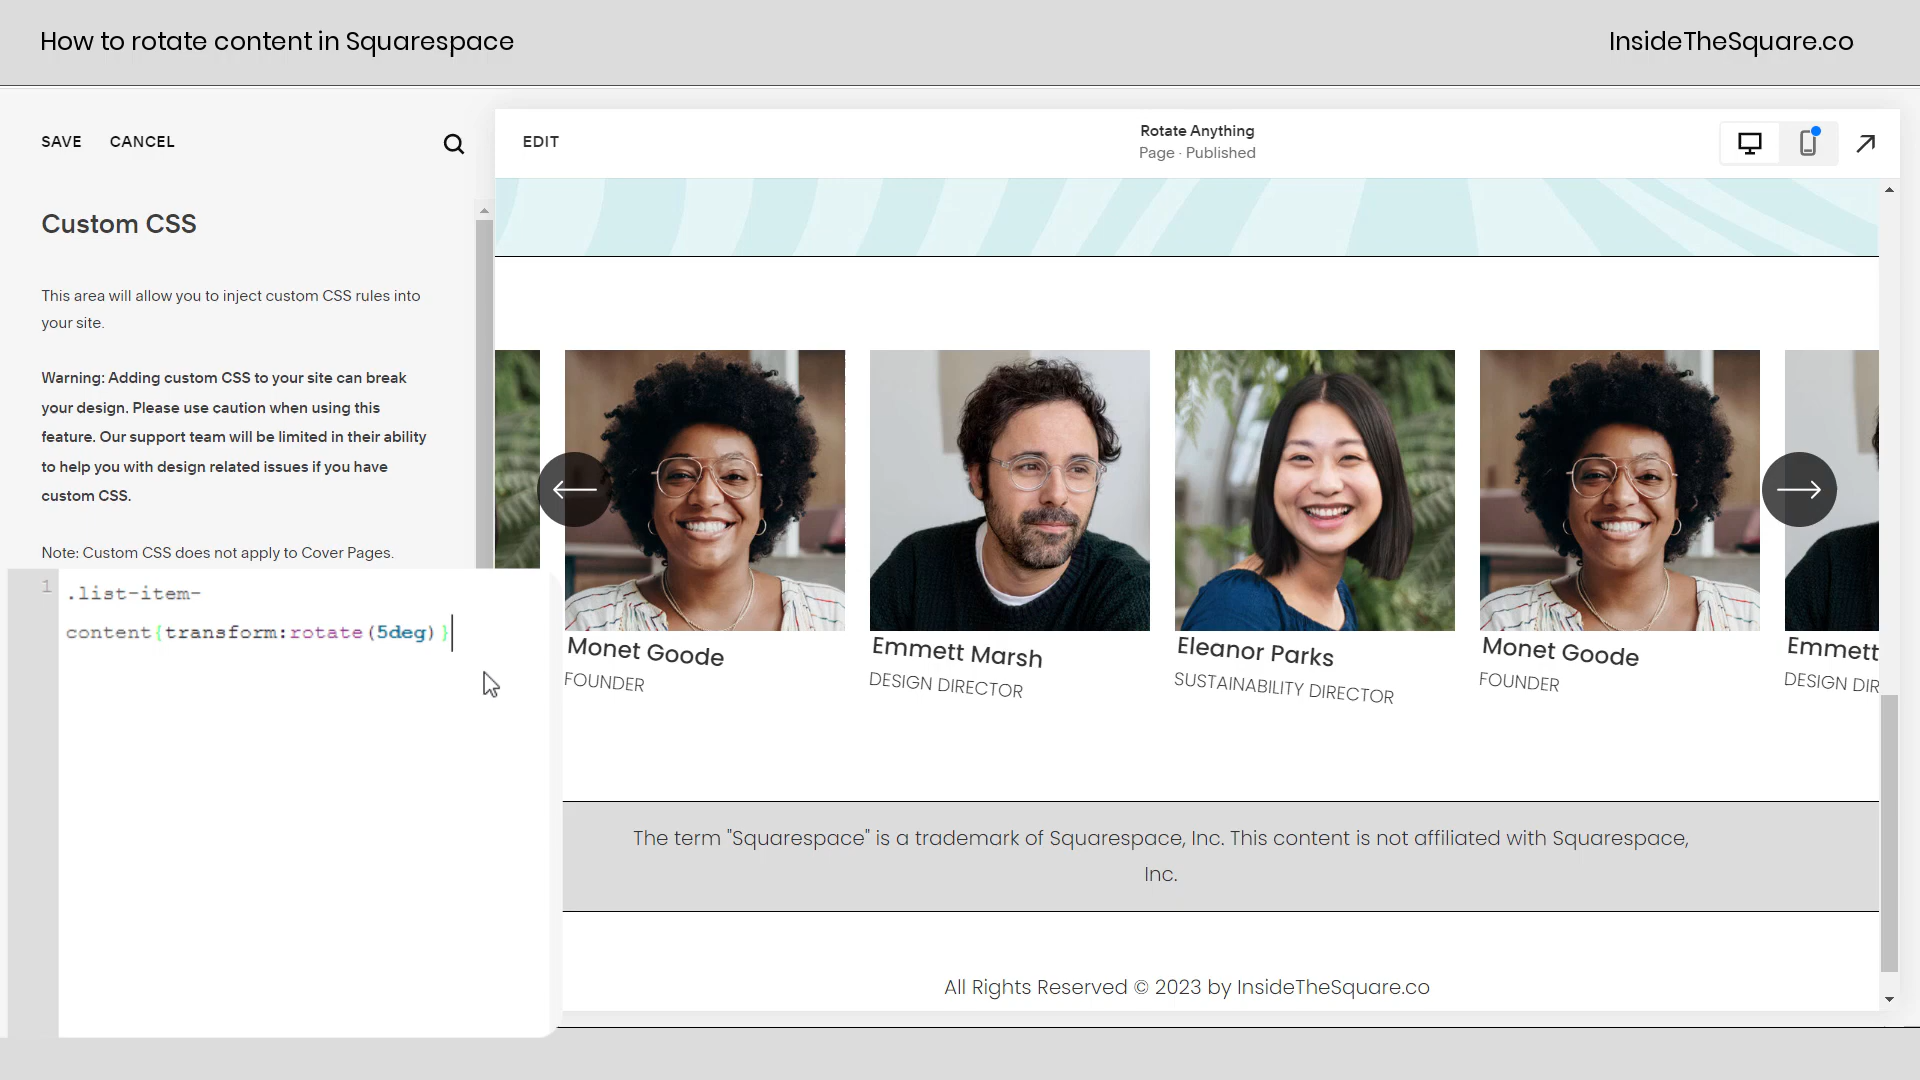 How to rotate content in Squarespace
InsideTheSquare.co
SAVE CANCEL
EDIT
Rotate Anything
Page · Published
Custom CSS
This area will allow you to inject custom CSS rules into
your site.
Warning: Adding custom CSS to your site can break
your design. Please use caution when using this
feature. Our support team will be limited in their ability
to help you with design related issues if you have
custom CSS.
Note: Custom CSS does not apply to Cover Pages.
1
.list-item-
content{transform:rotate(5deg)}
Monet Goode
FOUNDER
Emmett Marsh
DESIGN DIRECTOR
Eleanor Parks
SUSTAINABILITY DIRECTOR
Monet Goode
FOUNDER
Emmett
DESIGN DIR
The term "Squarespace" is a trademark of Squarespace, Inc. This content is not affiliated with Squarespace,
Inc.
All Rights Reserved © 2023 by InsideTheSquare.co